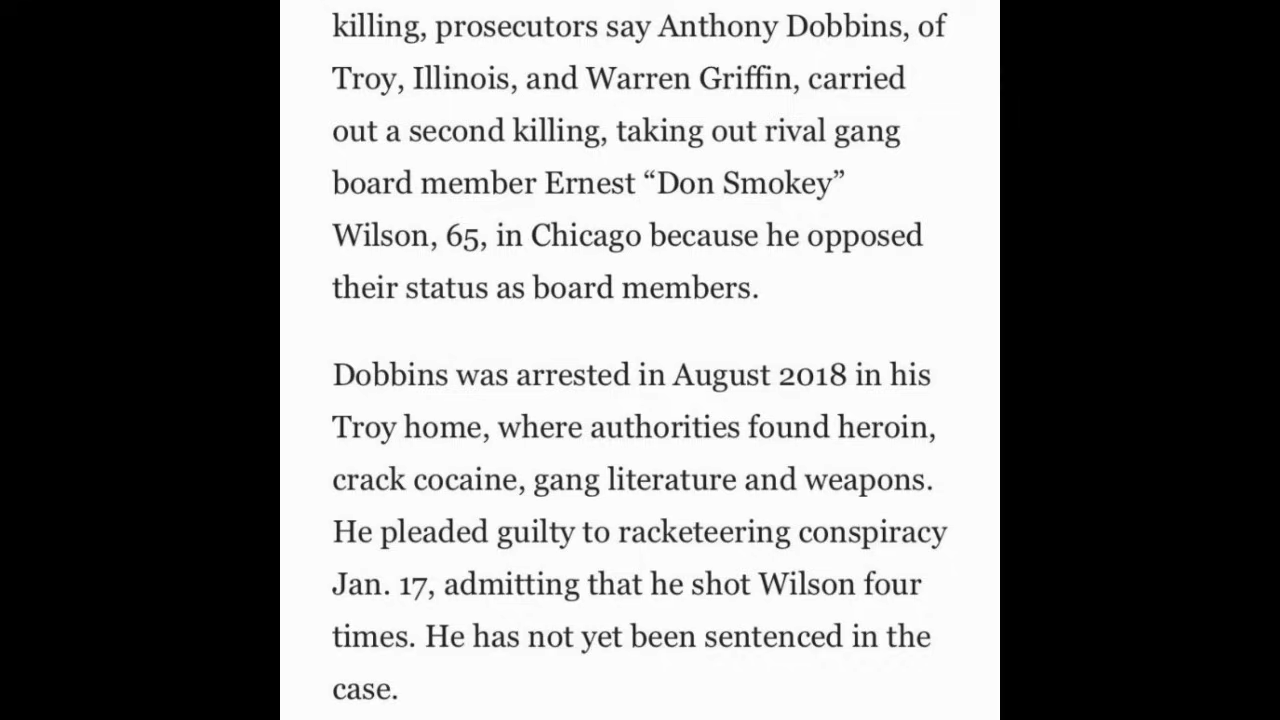 killing, prosecutors say Anthony Dobbins, of
Troy, Illinois, and Warren Griffin, carried
out a second killing, taking out rival gang
board member Ernest “Don Smokey”
Wilson, 65, in Chicago because he opposed
their status as board members.
Dobbins was arrested in August 2018 in his
Troy home, where authorities found heroin,
crack cocaine, gang literature and weapons.
He pleaded guilty to racketeering conspiracy
Jan. 17, admitting that he shot Wilson four
times. He has not yet been sentenced in the
case.